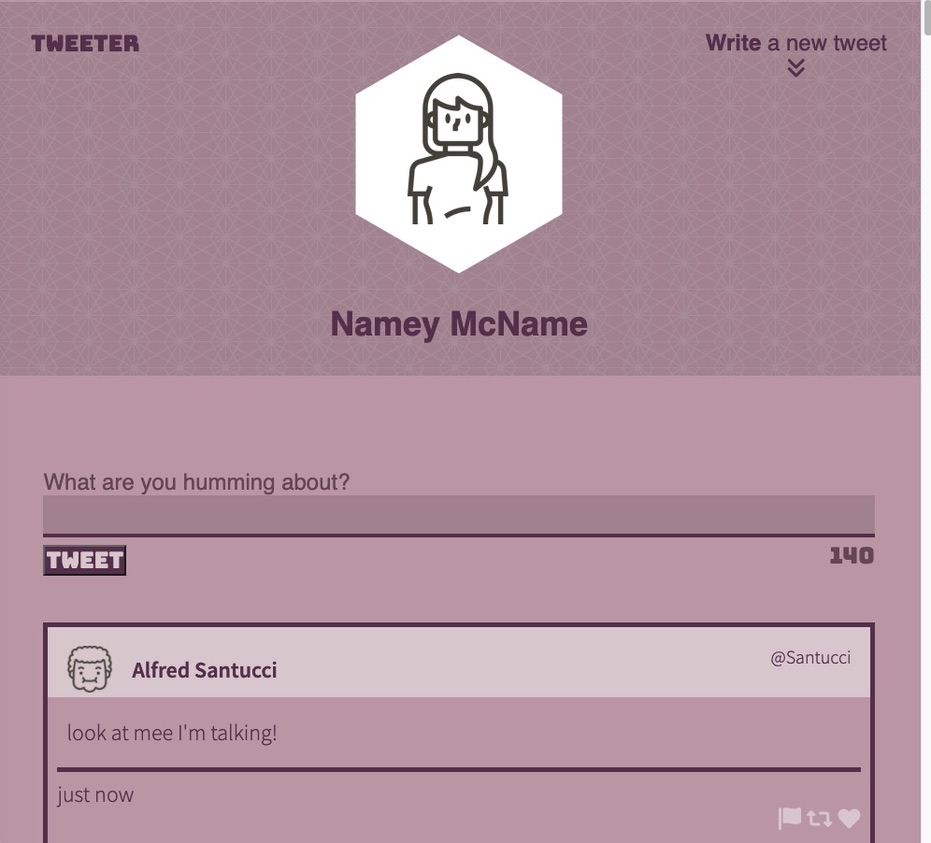 TWEETER
Write a new tweet
Namey McName
What are you humming about?
TWEET
140
Alfred Santucci
@Santucci
look at mee I'm talking!
just now